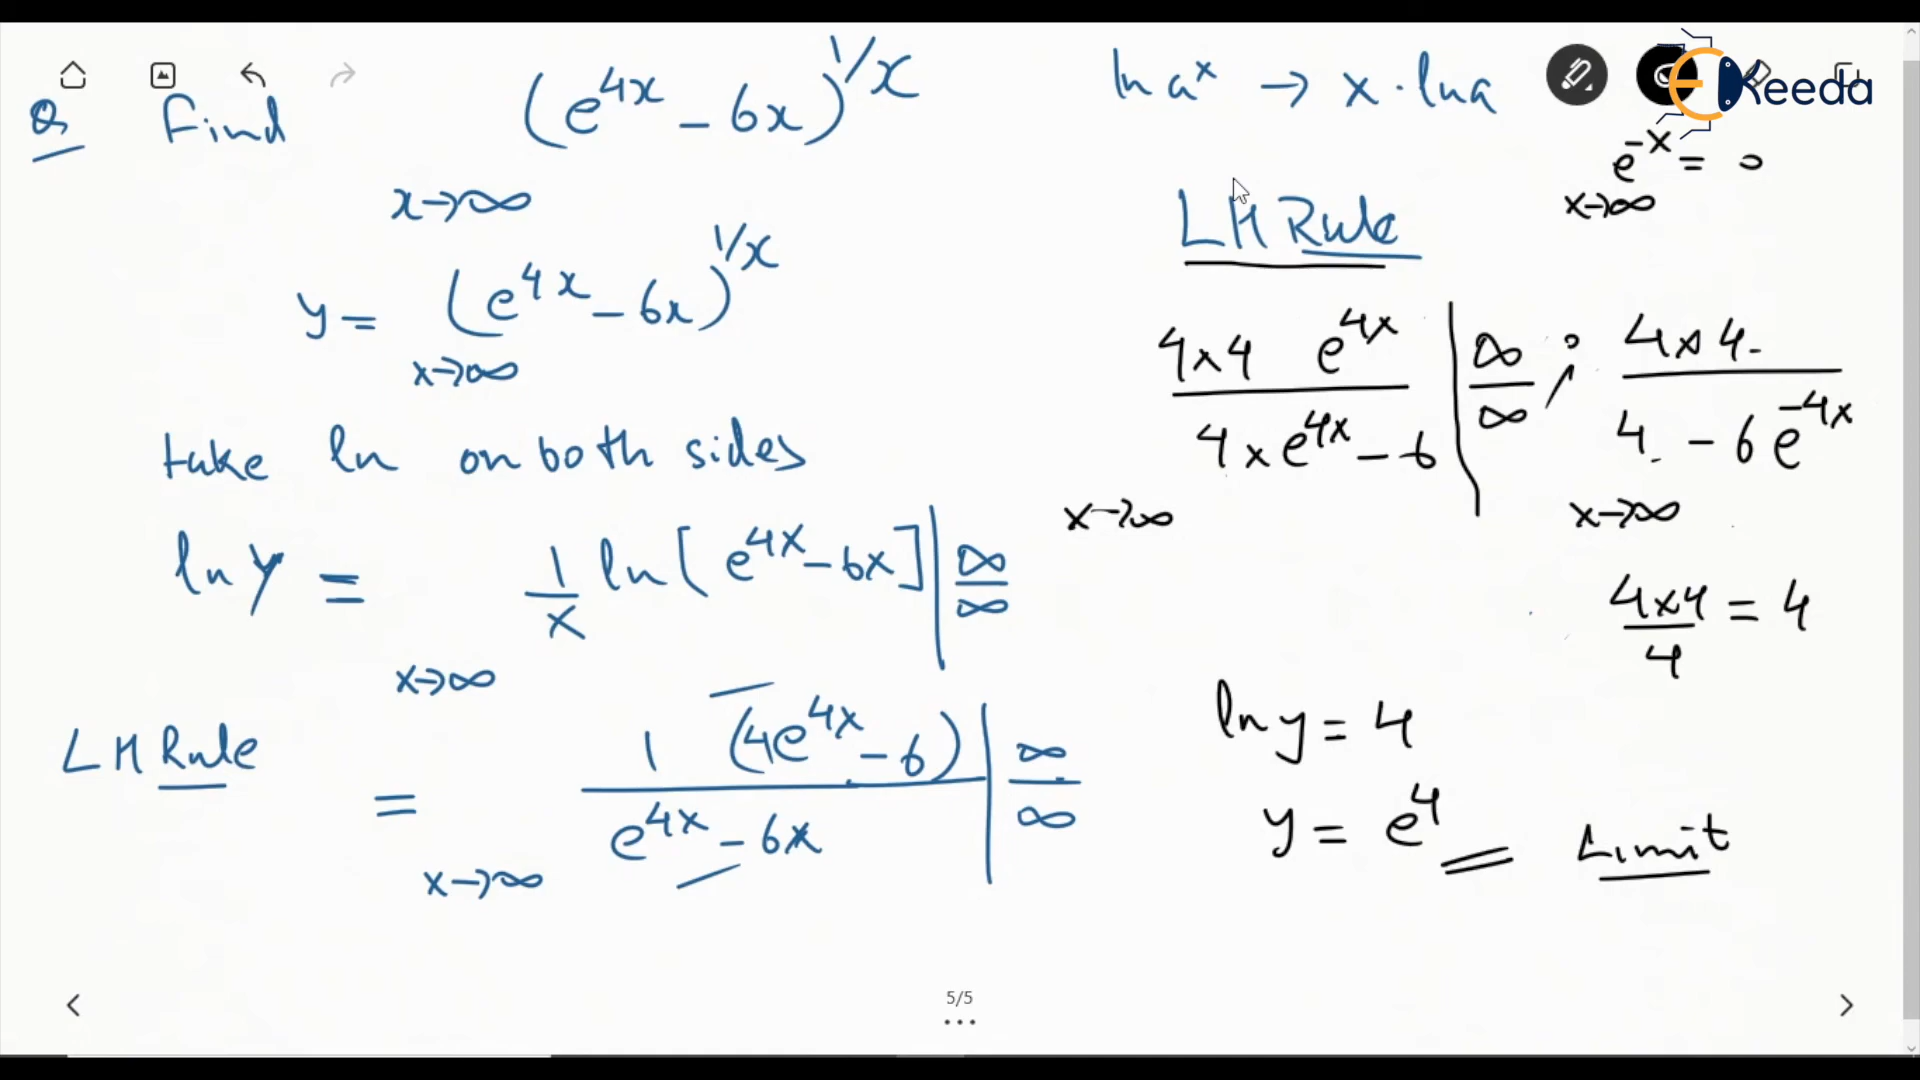 Q Find (e^4x - 6x)^1/x
x→∞
y = (e^4x - 6x)^1/x
x→∞
take ln on both sides
ln y = 1/x ln[e^4x - 6x] | ∞/∞
x→∞
LH Rule
= 1 (4e^4x - 6) / e^4x - 6x | ∞/∞
x→∞
ln a^x → x · ln a
Keeda
e^-x = 0
x→∞
LH Rule
4×4 e^4x / 4×e^4x - 6 | ∞/∞ ; 4×4 / 4 - 6e^-4x
x→∞ x→∞
4×4/4 = 4
ln y = 4
y = e^4 Limit
5/5